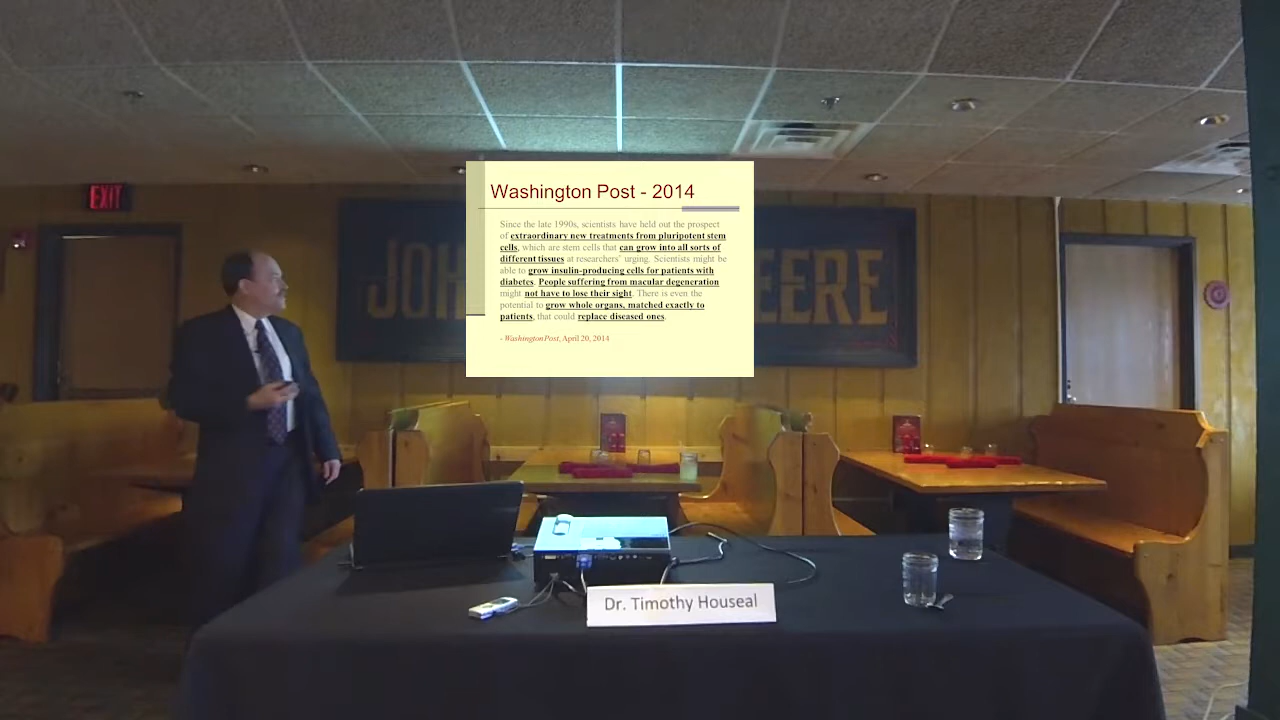 EXIT
JOH
EERE
Washington Post - 2014
Since the late 1990s, scientists have held out the prospect
of extraordinary new treatments from pluripotent stem
cells, which are stem cells that can grow into all sorts of
different tissues at researchers' urging. Scientists might be
able to grow insulin-producing cells for patients with
diabetes. People suffering from macular degeneration
might not have to lose their sight. There is even the
potential to grow whole organs, matched exactly to
patients, that could replace diseased ones.
- Washington Post, April 20, 2014
Dr. Timothy Houseal